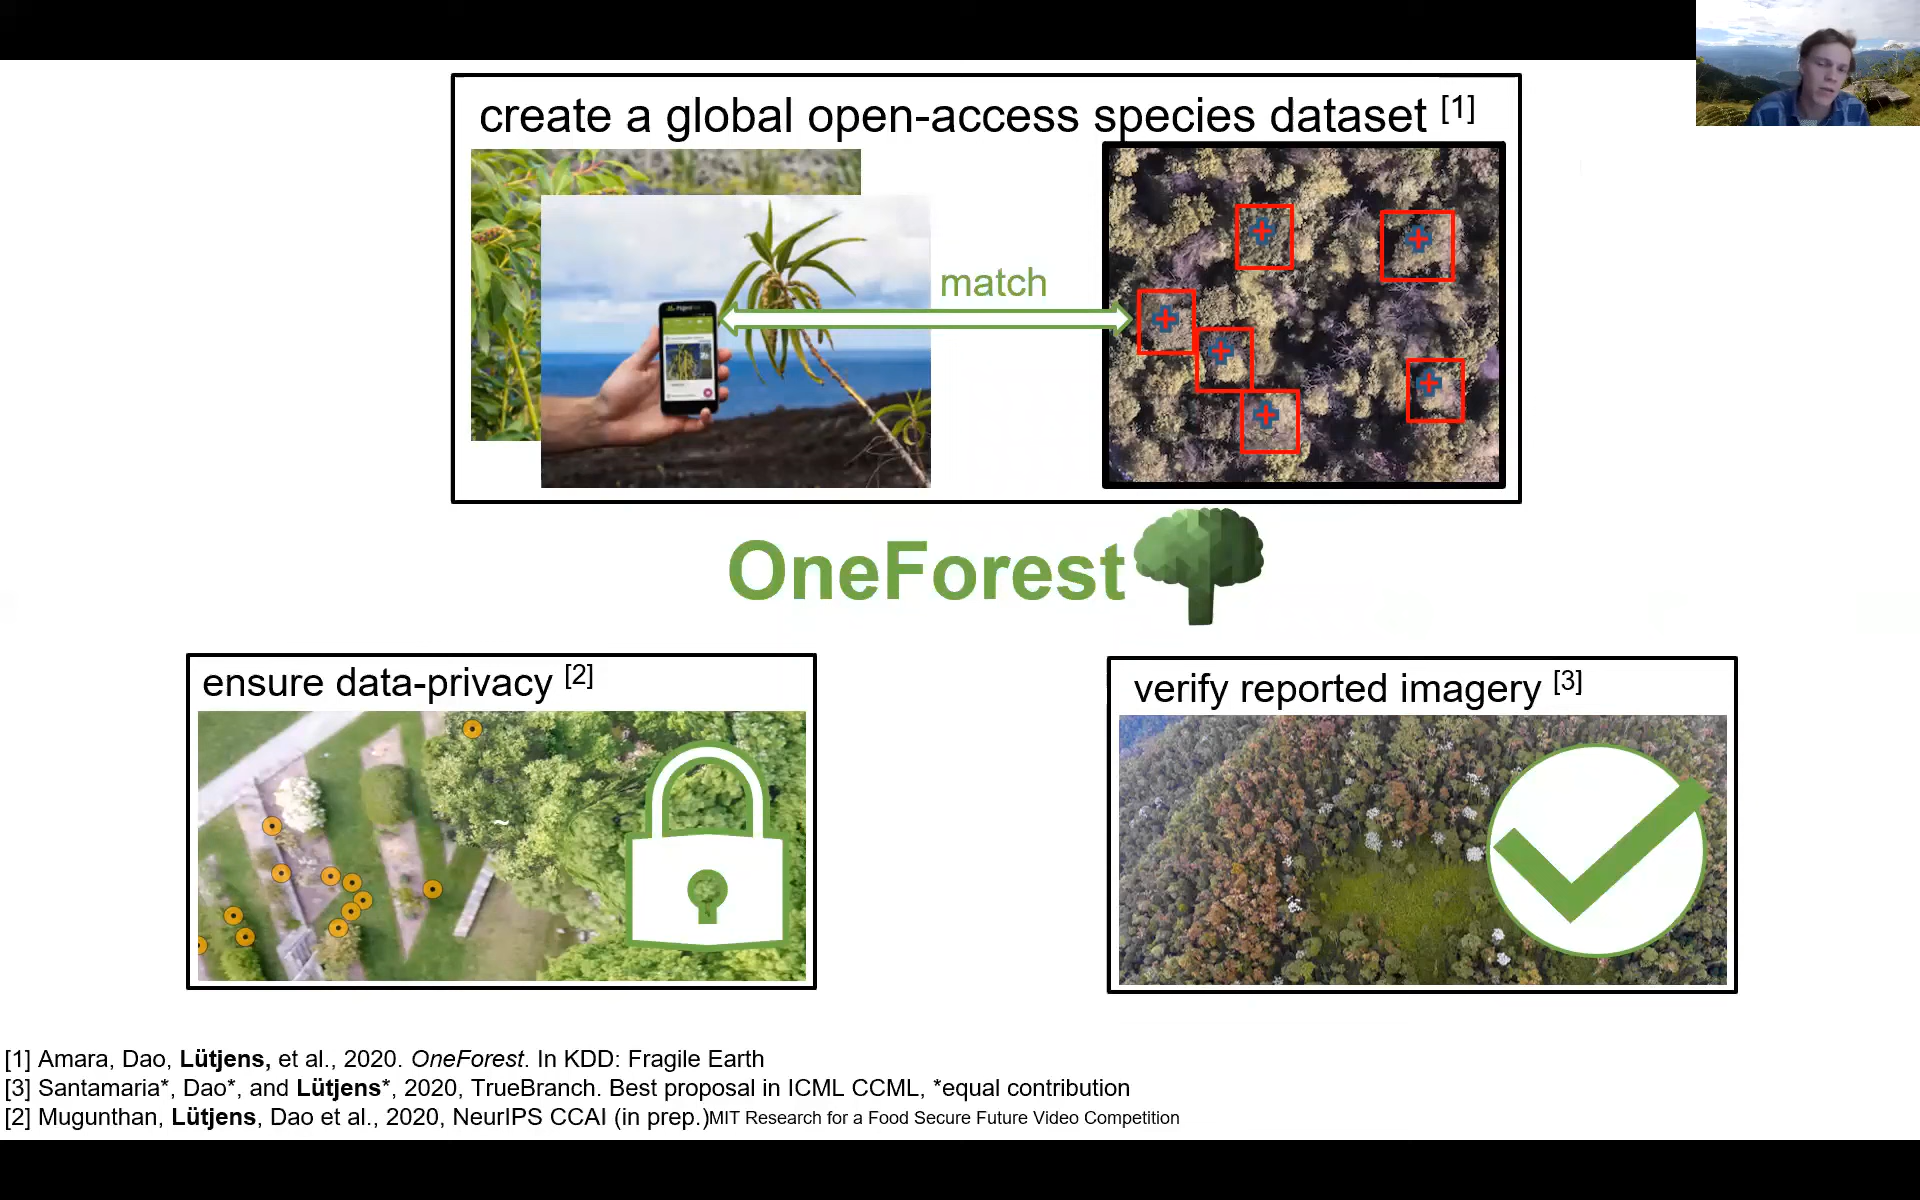 create a global open-access species dataset [1]
match
OneForest
ensure data-privacy [2]
verify reported imagery [3]
[1] Amara, Dao, Lütjens, et al., 2020. OneForest. In KDD: Fragile Earth
[3] Santamaria*, Dao*, and Lütjens*, 2020, TrueBranch. Best proposal in ICML CCML, *equal contribution
[2] Mugunthan, Lütjens, Dao et al., 2020, NeurIPS CCAI (in prep.)MIT Research for a Food Secure Future Video Competition